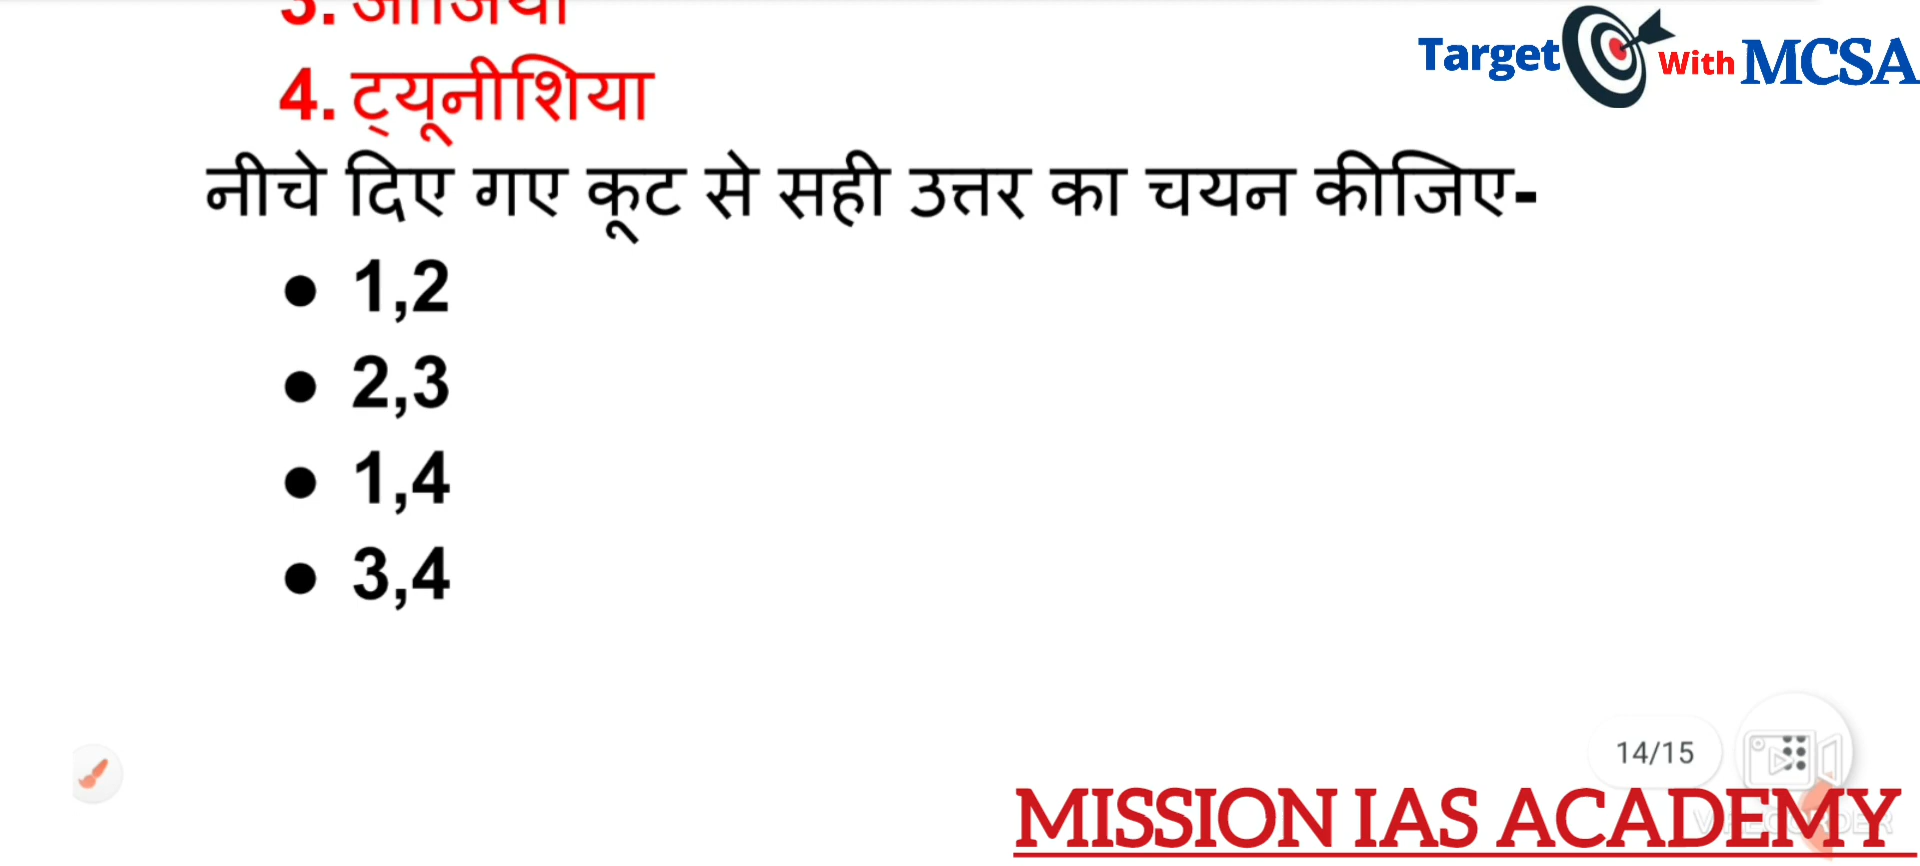 Target With MCSA
4. ट्यूनीशिया
नीचे दिए गए कूट से सही उत्तर का चयन कीजिए-
● 1,2
● 2,3
● 1,4
● 3,4
14/15
MISSION IAS ACADEMY